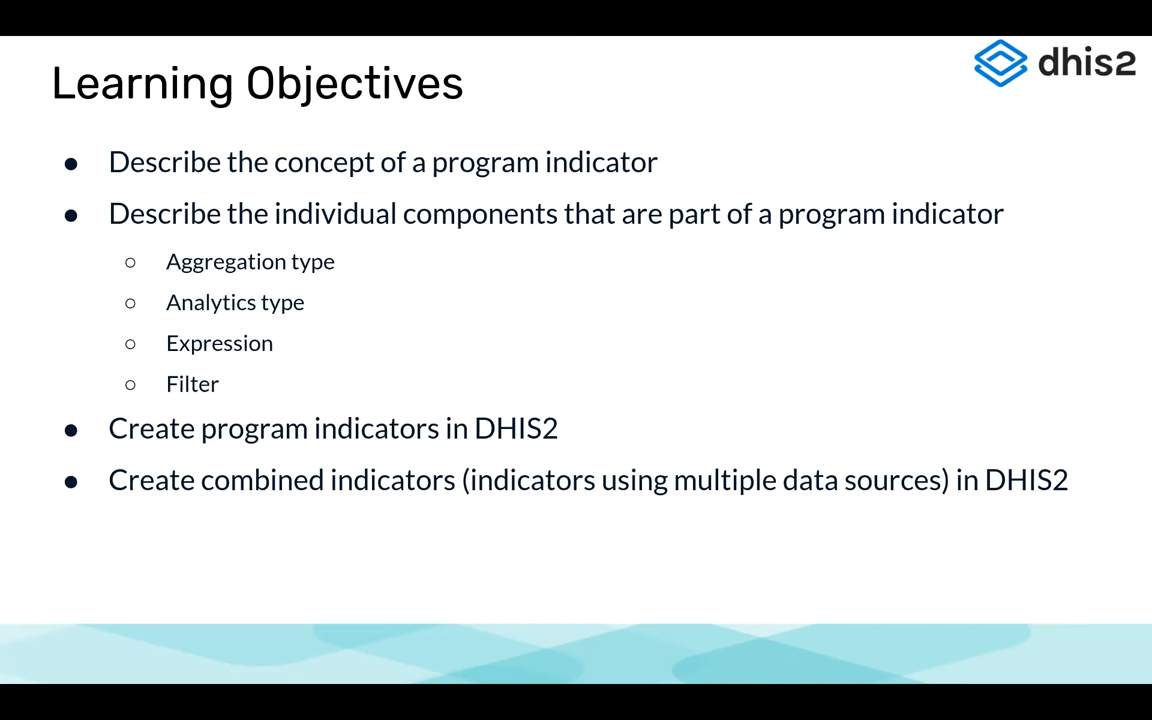 dhis2
Learning Objectives
● Describe the concept of a program indicator
● Describe the individual components that are part of a program indicator
○ Aggregation type
○ Analytics type
○ Expression
○ Filter
● Create program indicators in DHIS2
● Create combined indicators (indicators using multiple data sources) in DHIS2